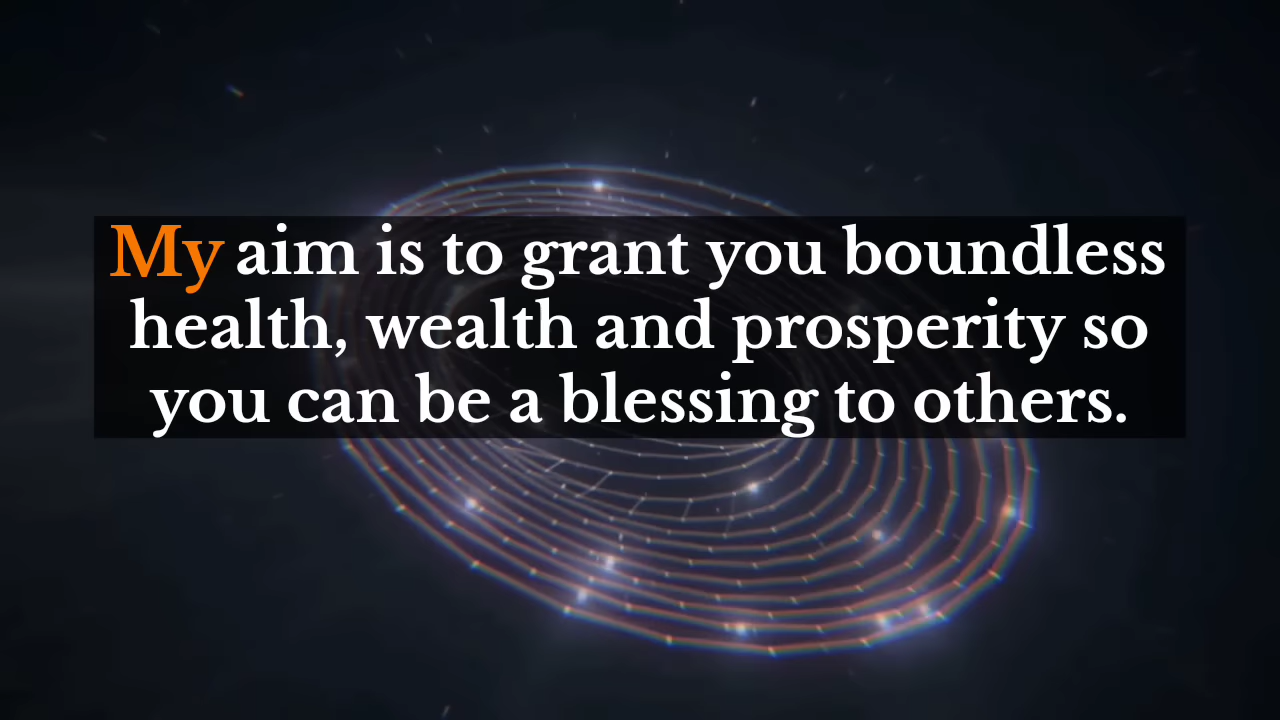 My aim is to grant you boundless
health, wealth and prosperity so
you can be a blessing to others.